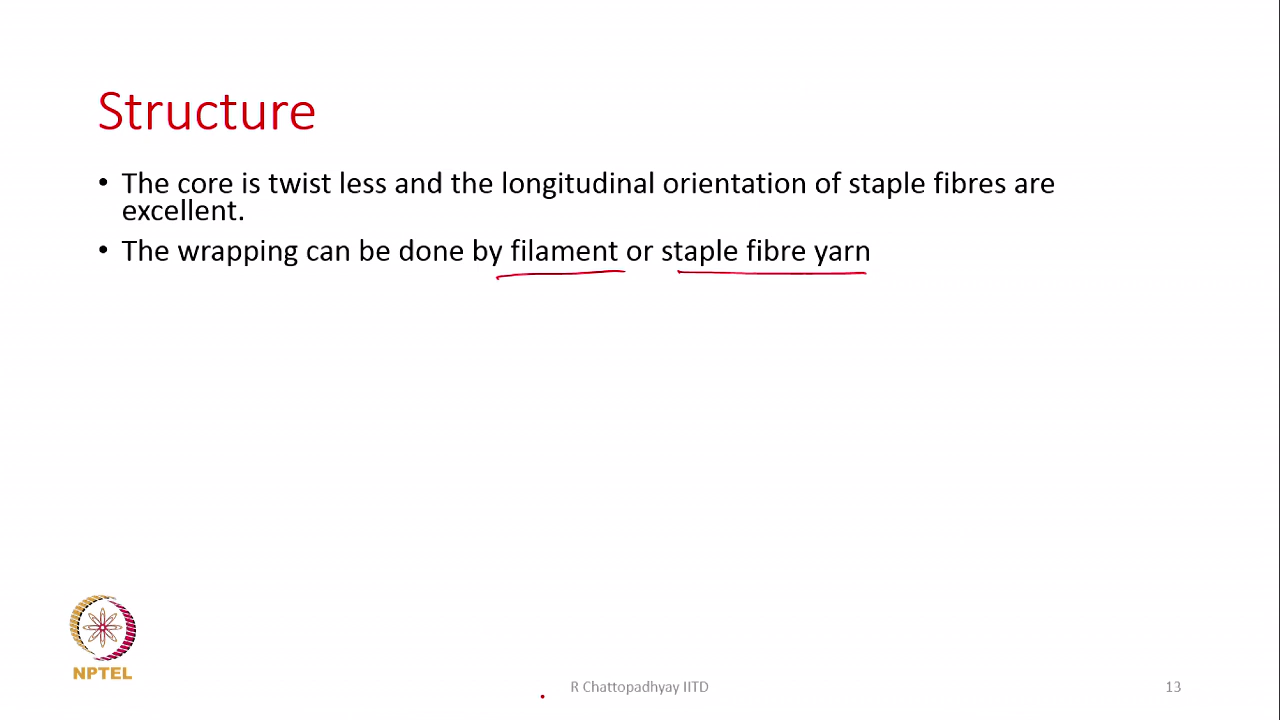 Structure
• The core is twist less and the longitudinal orientation of staple fibres are
excellent.
• The wrapping can be done by filament or staple fibre yarn
NPTEL
R Chattopadhyay IITD
13